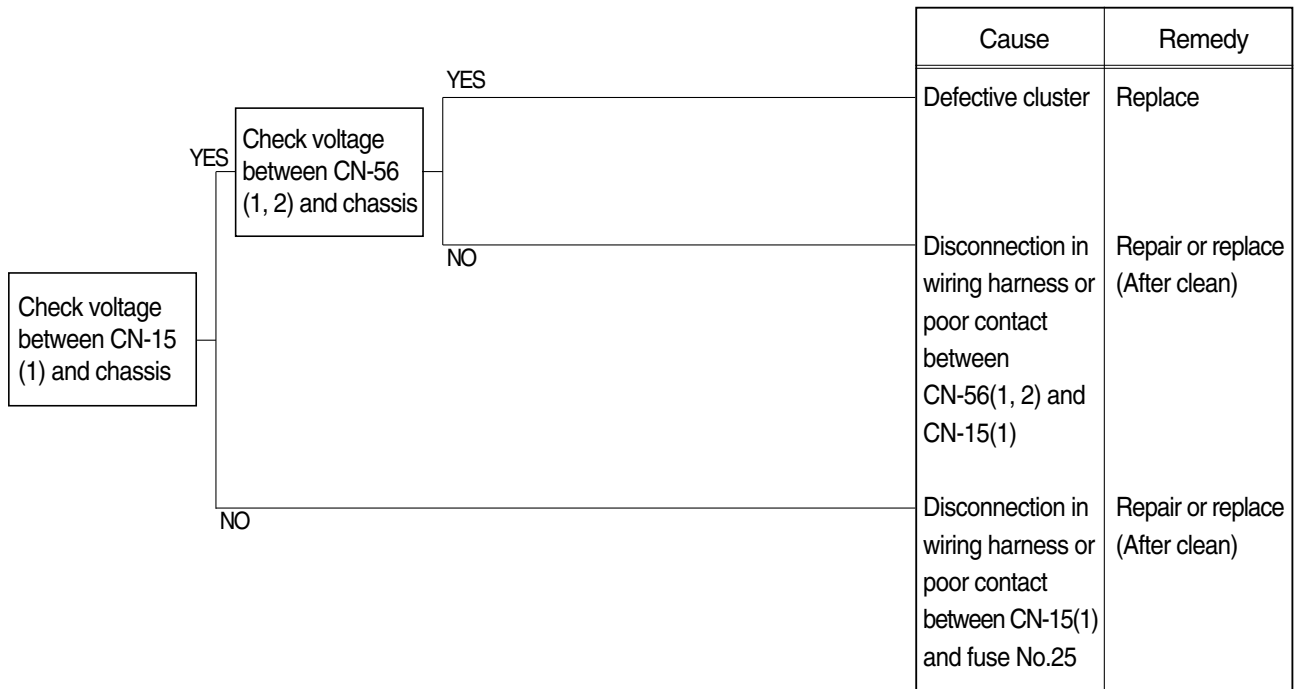 Cause
Remedy
YES
Defective cluster
Replace
YES
Check voltage
between CN-56
(1, 2) and chassis
NO
Disconnection in
wiring harness or
poor contact
between
CN-56(1, 2) and
CN-15(1)
Repair or replace
(After clean)
Check voltage
between CN-15
(1) and chassis
NO
Disconnection in
wiring harness or
poor contact
between CN-15(1)
and fuse No.25
Repair or replace
(After clean)